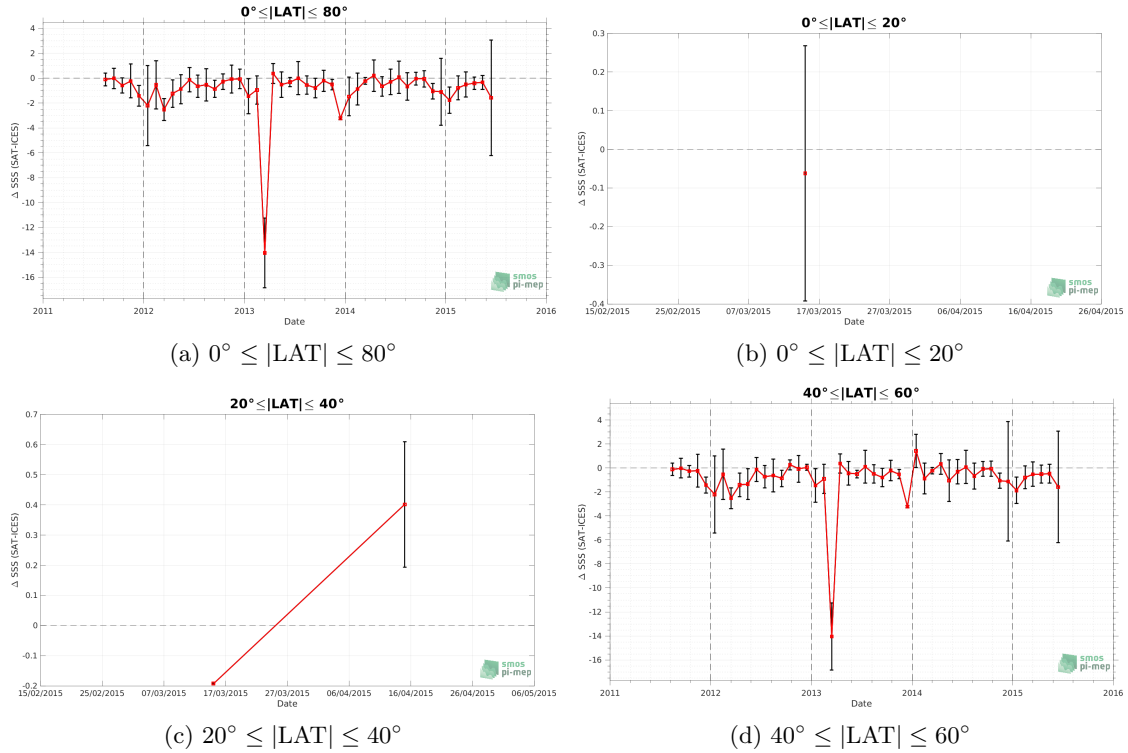 0°≤|LAT|≤ 80°
Δ SSS (SAT-ICES)
4
2
0
-2
-4
-6
-8
-10
-12
-14
-16
2011 2012 2013 2014 2015 2016
Date
smos
pi-mep
(a) 0° ≤ |LAT| ≤ 80°
0°≤|LAT|≤ 20°
Δ SSS (SAT-ICES)
0.3
0.2
0.1
0
-0.1
-0.2
-0.3
-0.4
15/02/2015 25/02/2015 07/03/2015 17/03/2015 27/03/2015 06/04/2015 16/04/2015 26/04/2015
Date
smos
pi-mep
(b) 0° ≤ |LAT| ≤ 20°
20°≤|LAT|≤ 40°
Δ SSS (SAT-ICES)
0.7
0.6
0.5
0.4
0.3
0.2
0.1
0
-0.1
-0.2
15/02/2015 25/02/2015 07/03/2015 17/03/2015 27/03/2015 06/04/2015 16/04/2015 26/04/2015 06/05/2015
Date
smos
pi-mep
(c) 20° ≤ |LAT| ≤ 40°
40°≤|LAT|≤ 60°
Δ SSS (SAT-ICES)
4
2
0
-2
-4
-6
-8
-10
-12
-14
-16
2011 2012 2013 2014 2015 2016
Date
smos
pi-mep
(d) 40° ≤ |LAT| ≤ 60°